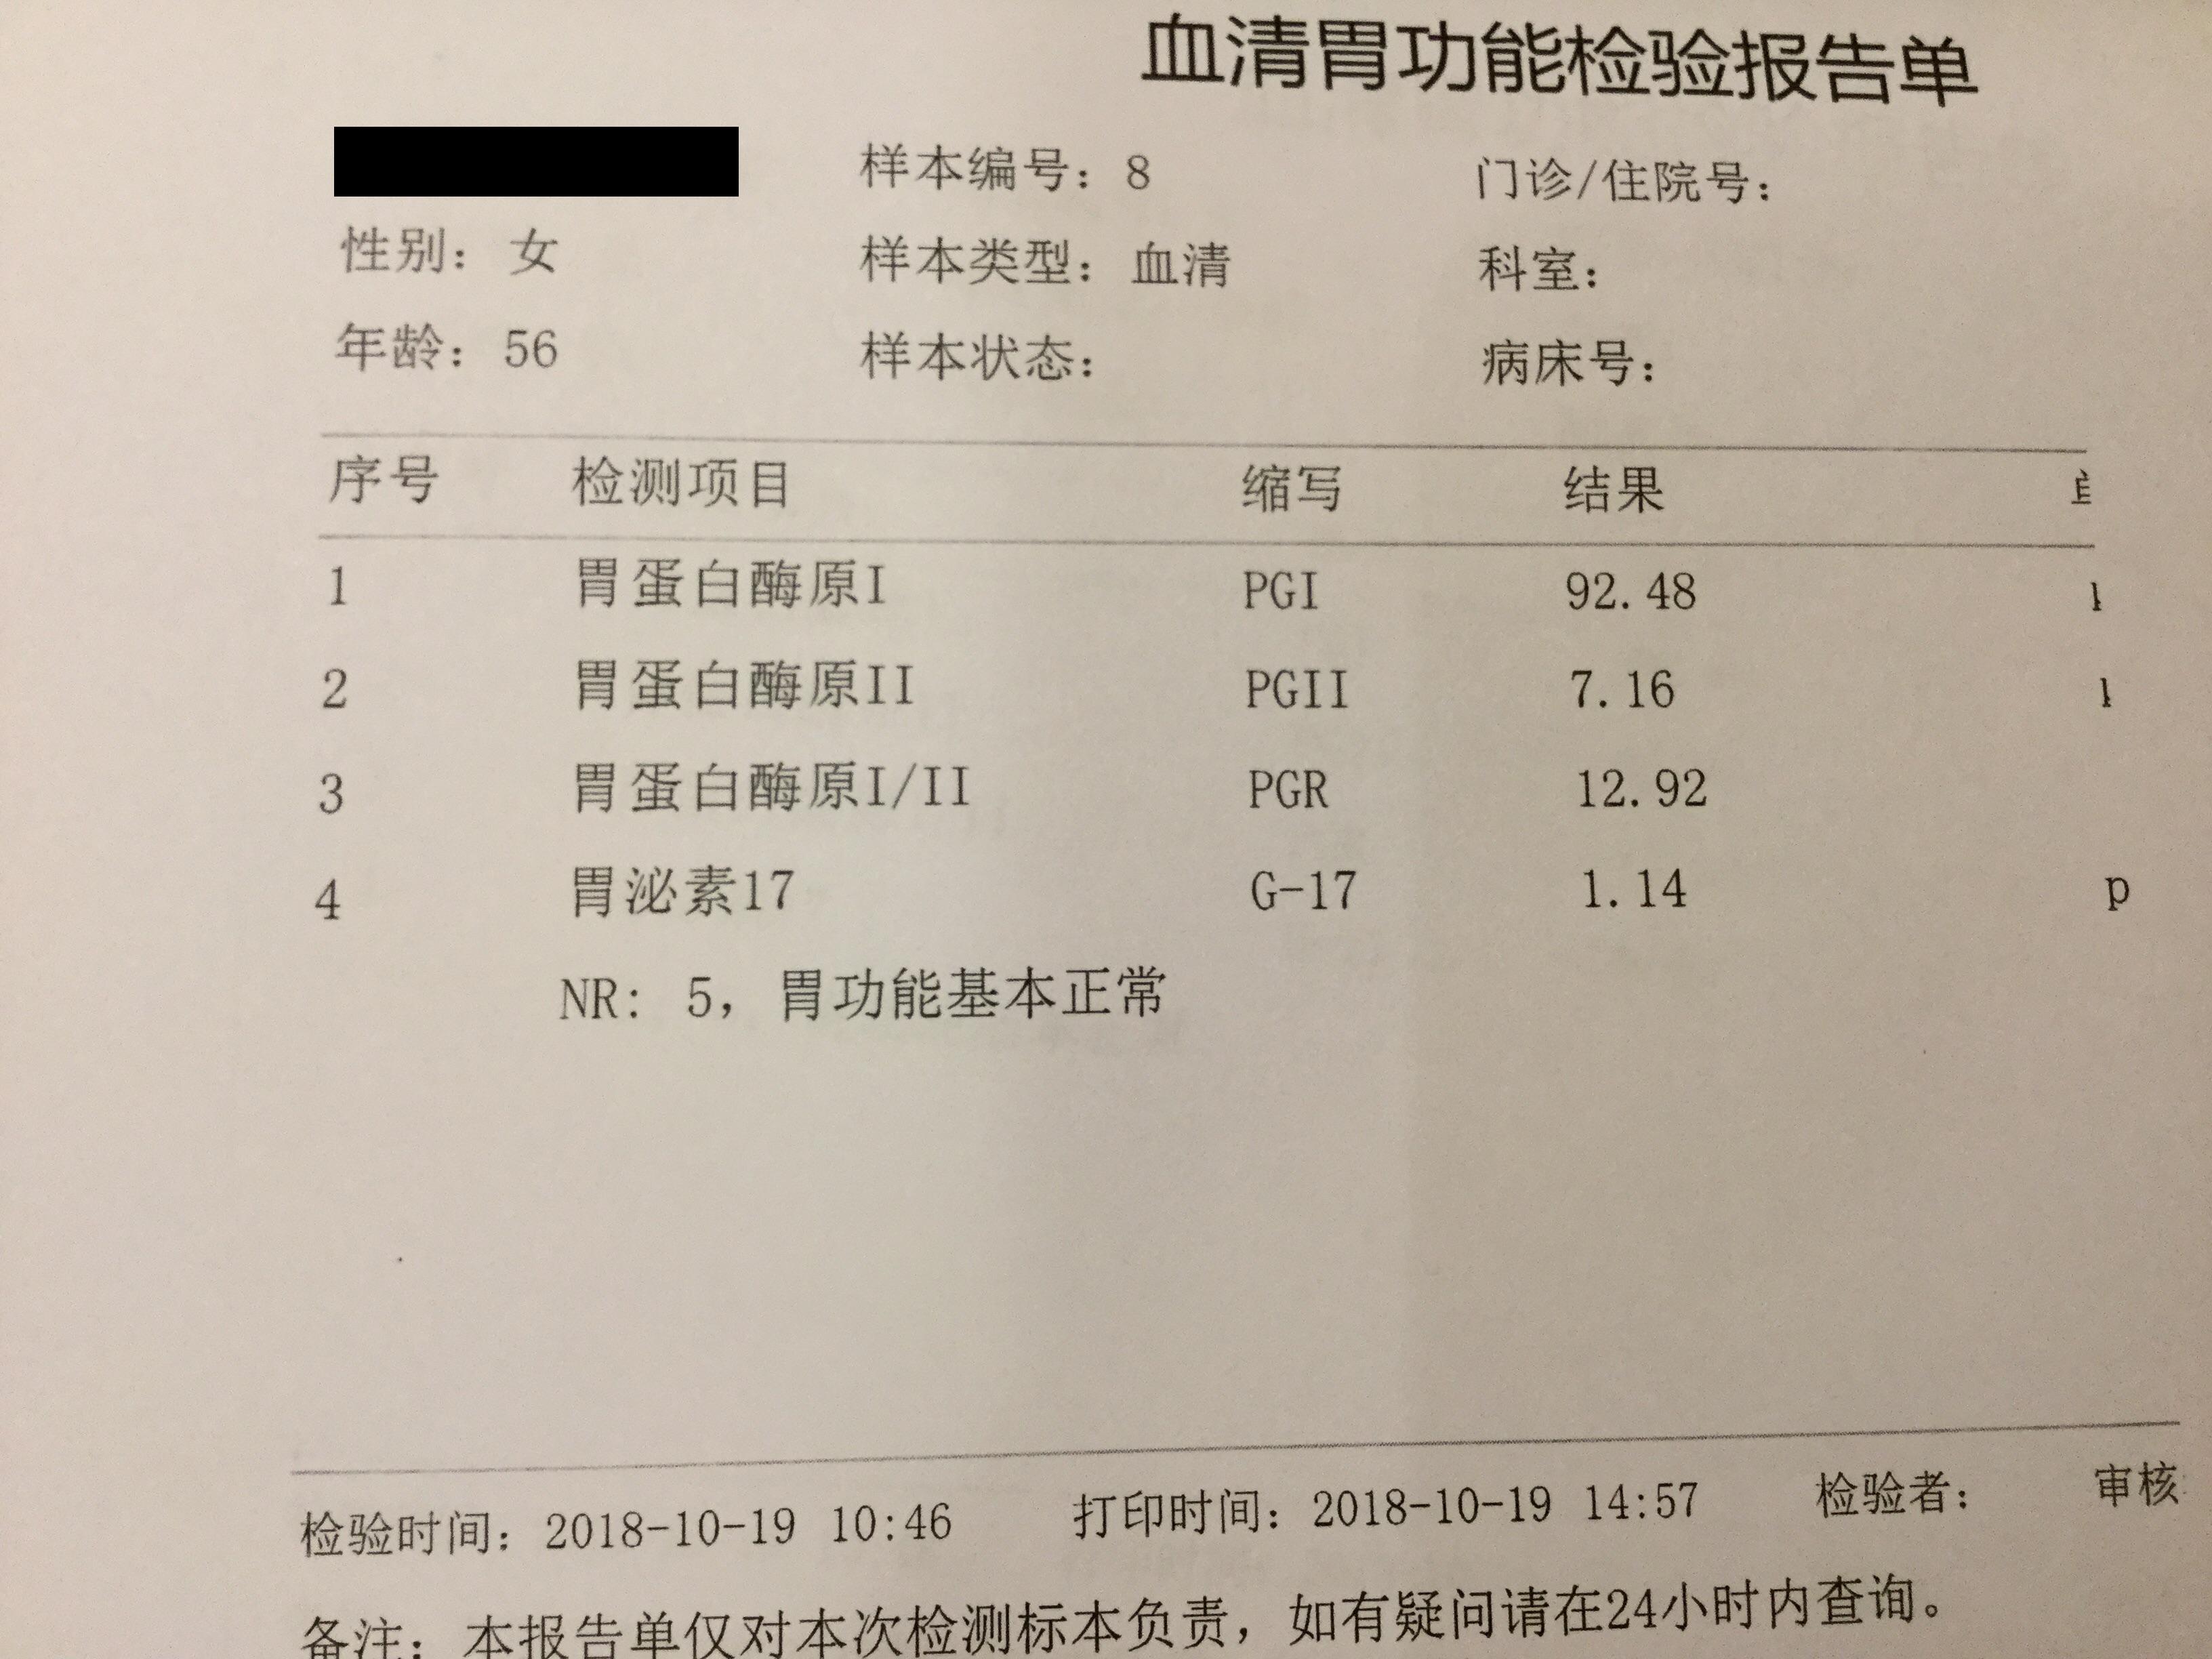 血清胃功能检验报告单
样本编号：8 门诊/住院号：
性别：女 样本类型：血清 科室：
年龄：56 样本状态： 病床号：
序号 检测项目 缩写 结果
1 胃蛋白酶原I PGI 92.48
2 胃蛋白酶原II PGII 7.16
3 胃蛋白酶原I/II PGR 12.92
4 胃泌素17 G-17 1.14 p
NR: 5，胃功能基本正常
检验时间：2018-10-19 10:46 打印时间：2018-10-19 14:57 检验者： 审核
备注：本报告单仅对本次检测标本负责，如有疑问请在24小时内查询。